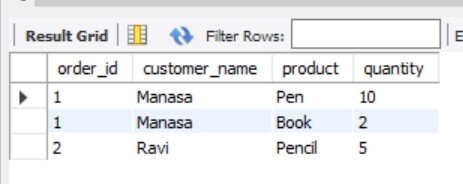 Result Grid Filter Rows: E
order_id customer_name product quantity
1 Manasa Pen 10
1 Manasa Book 2
2 Ravi Pencil 5